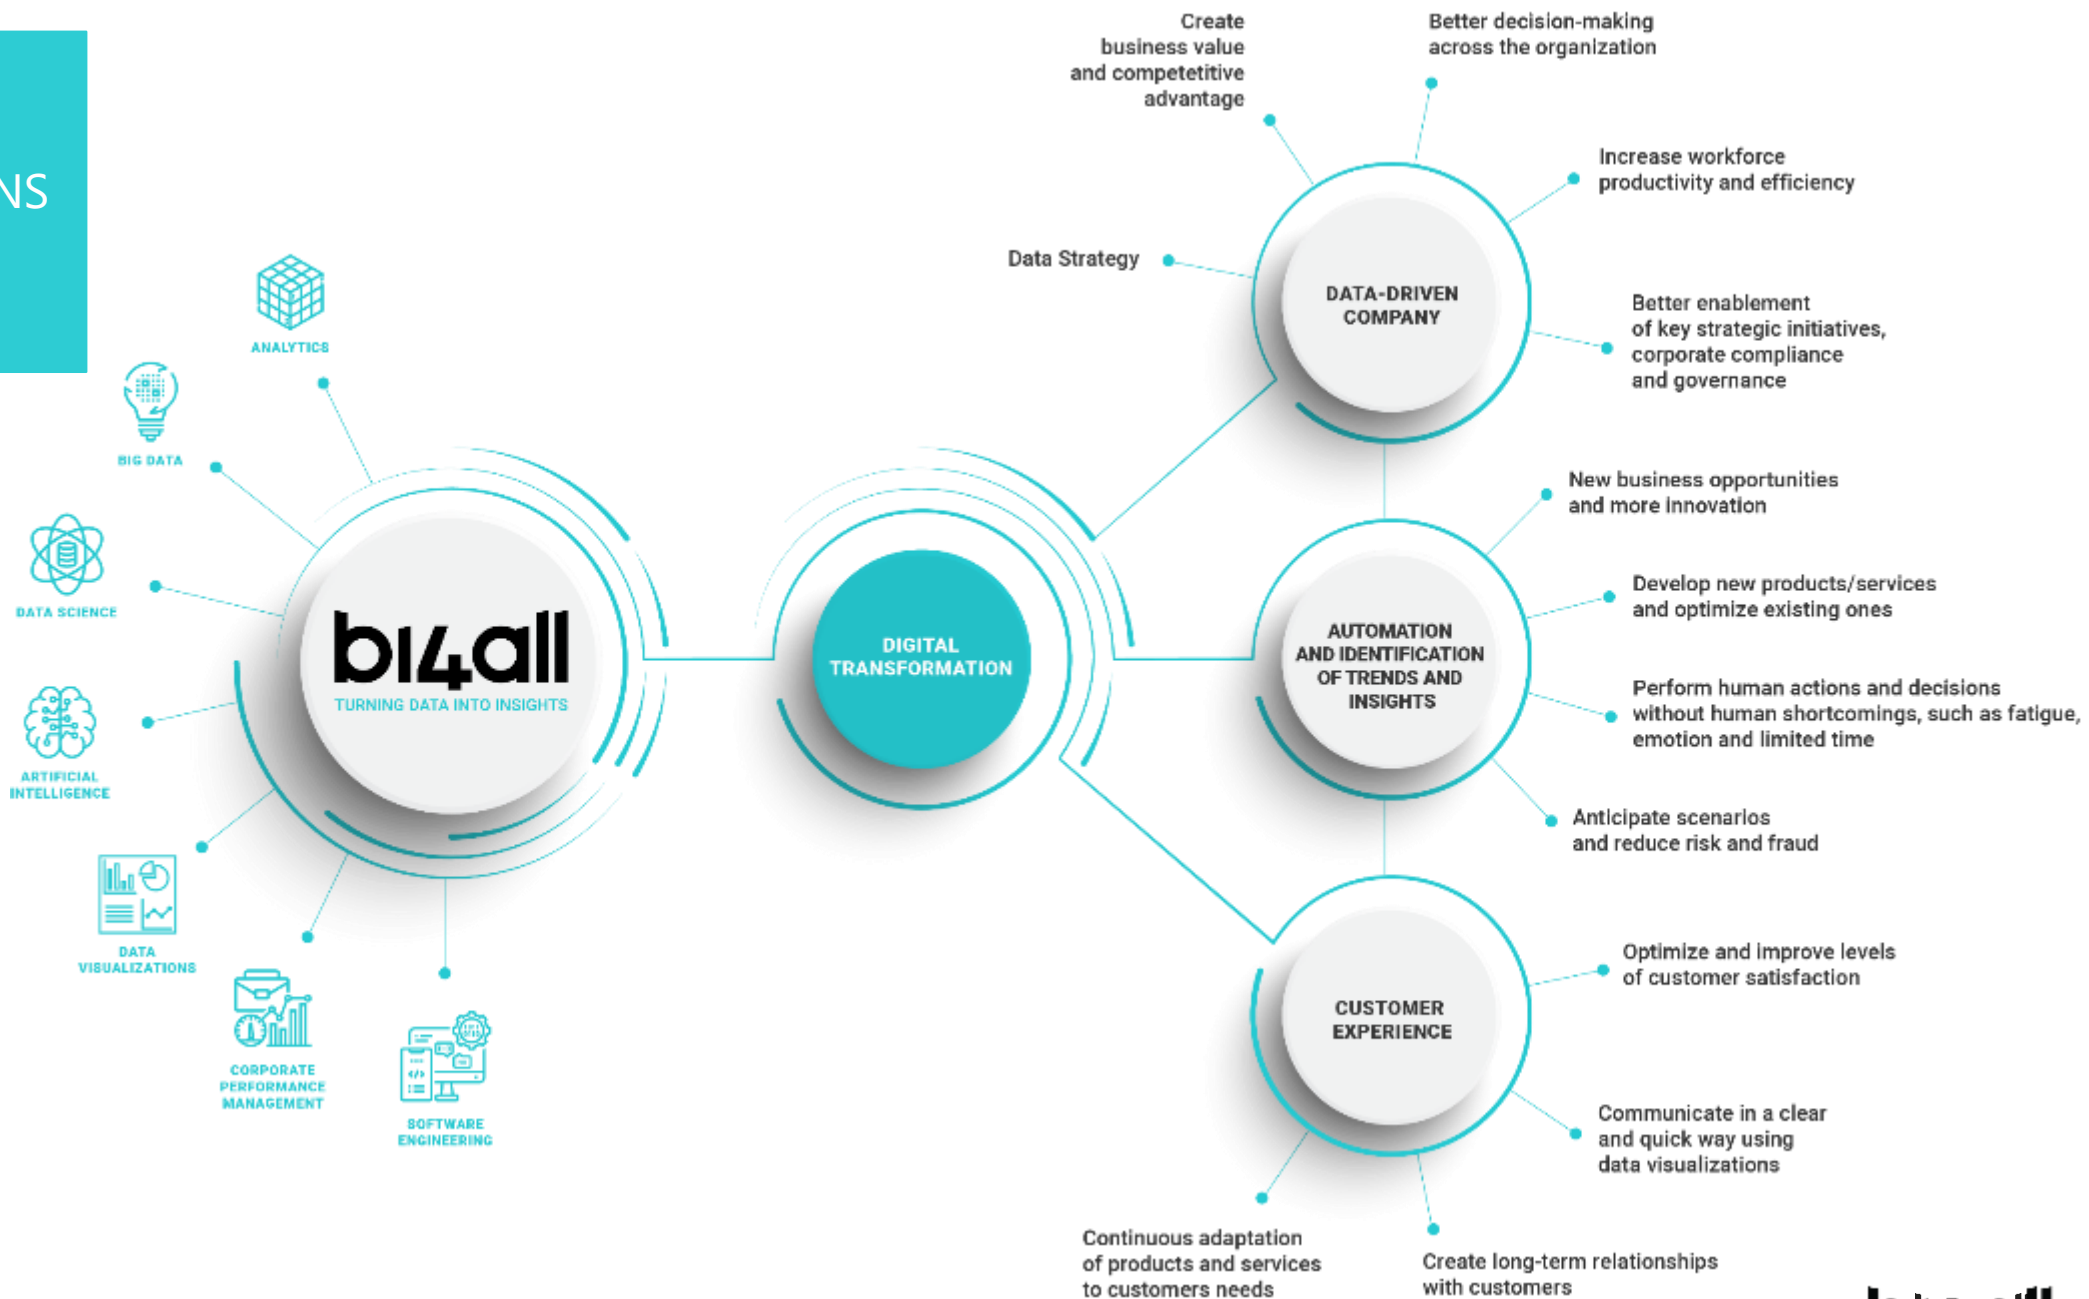 NS
ANALYTICS
BIG DATA
DATA SCIENCE
ARTIFICIAL
INTELLIGENCE
DATA
VISUALIZATIONS
CORPORATE
PERFORMANCE
MANAGEMENT
SOFTWARE
ENGINEERING
bi4all
TURNING DATA INTO INSIGHTS
DIGITAL
TRANSFORMATION
DATA-DRIVEN
COMPANY
Data Strategy
Create
business value
and competetitive
advantage
Better decision-making
across the organization
Increase workforce
productivity and efficiency
Better enablement
of key strategic initiatives,
corporate compliance
and governance
AUTOMATION
AND IDENTIFICATION
OF TRENDS AND
INSIGHTS
New business opportunities
and more innovation
Develop new products/services
and optimize existing ones
Perform human actions and decisions
without human shortcomings, such as fatigue,
emotion and limited time
Anticipate scenarios
and reduce risk and fraud
CUSTOMER
EXPERIENCE
Optimize and improve levels
of customer satisfaction
Communicate in a clear
and quick way using
data visualizations
Create long-term relationships
with customers
Continuous adaptation
of products and services
to customers needs